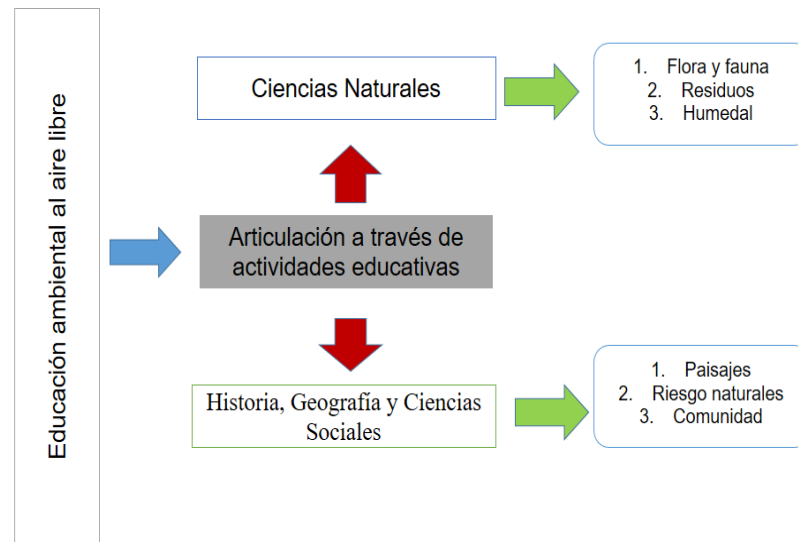 Educación ambiental al aire libre
Ciencias Naturales
1. Flora y fauna
2. Residuos
3. Humedal
Articulación a través de
actividades educativas
Historia, Geografía y Ciencias
Sociales
1. Paisajes
2. Riesgo naturales
3. Comunidad